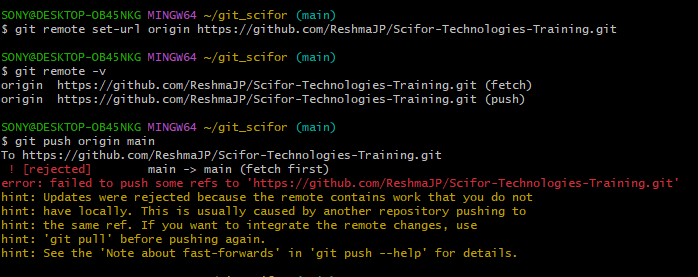 SONY@DESKTOP-OB45NKG MINGW64 ~/git_scifor (main)
$ git remote set-url origin https://github.com/ReshmaJP/Scifor-Technologies-Training.git
SONY@DESKTOP-OB45NKG MINGW64 ~/git_scifor (main)
$ git remote -v
origin  https://github.com/ReshmaJP/Scifor-Technologies-Training.git (fetch)
origin  https://github.com/ReshmaJP/Scifor-Technologies-Training.git (push)
SONY@DESKTOP-OB45NKG MINGW64 ~/git_scifor (main)
$ git push origin main
To https://github.com/ReshmaJP/Scifor-Technologies-Training.git
 ! [rejected]        main -> main (fetch first)
error: failed to push some refs to 'https://github.com/ReshmaJP/Scifor-Technologies-Training.git'
hint: Updates were rejected because the remote contains work that you do not
hint: have locally. This is usually caused by another repository pushing to
hint: the same ref. If you want to integrate the remote changes, use
hint: 'git pull' before pushing again.
hint: See the 'Note about fast-forwards' in 'git push --help' for details.